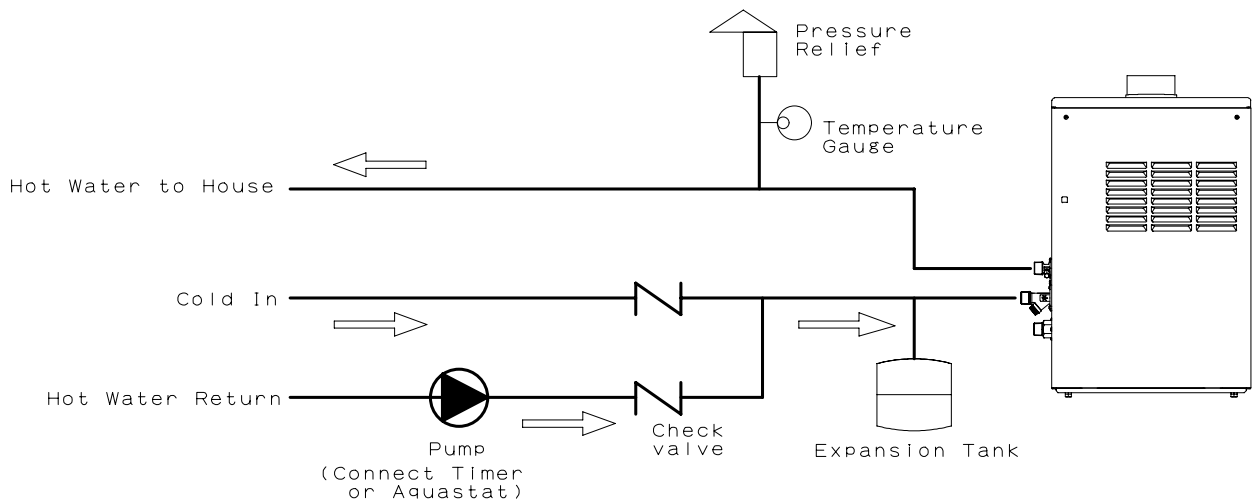 Pressure
Relief
Temperature
Gauge
Hot Water to House
Cold In
Hot Water Return
Check
valve
Pump
(Connect Timer
or Aquastat)
Expansion Tank